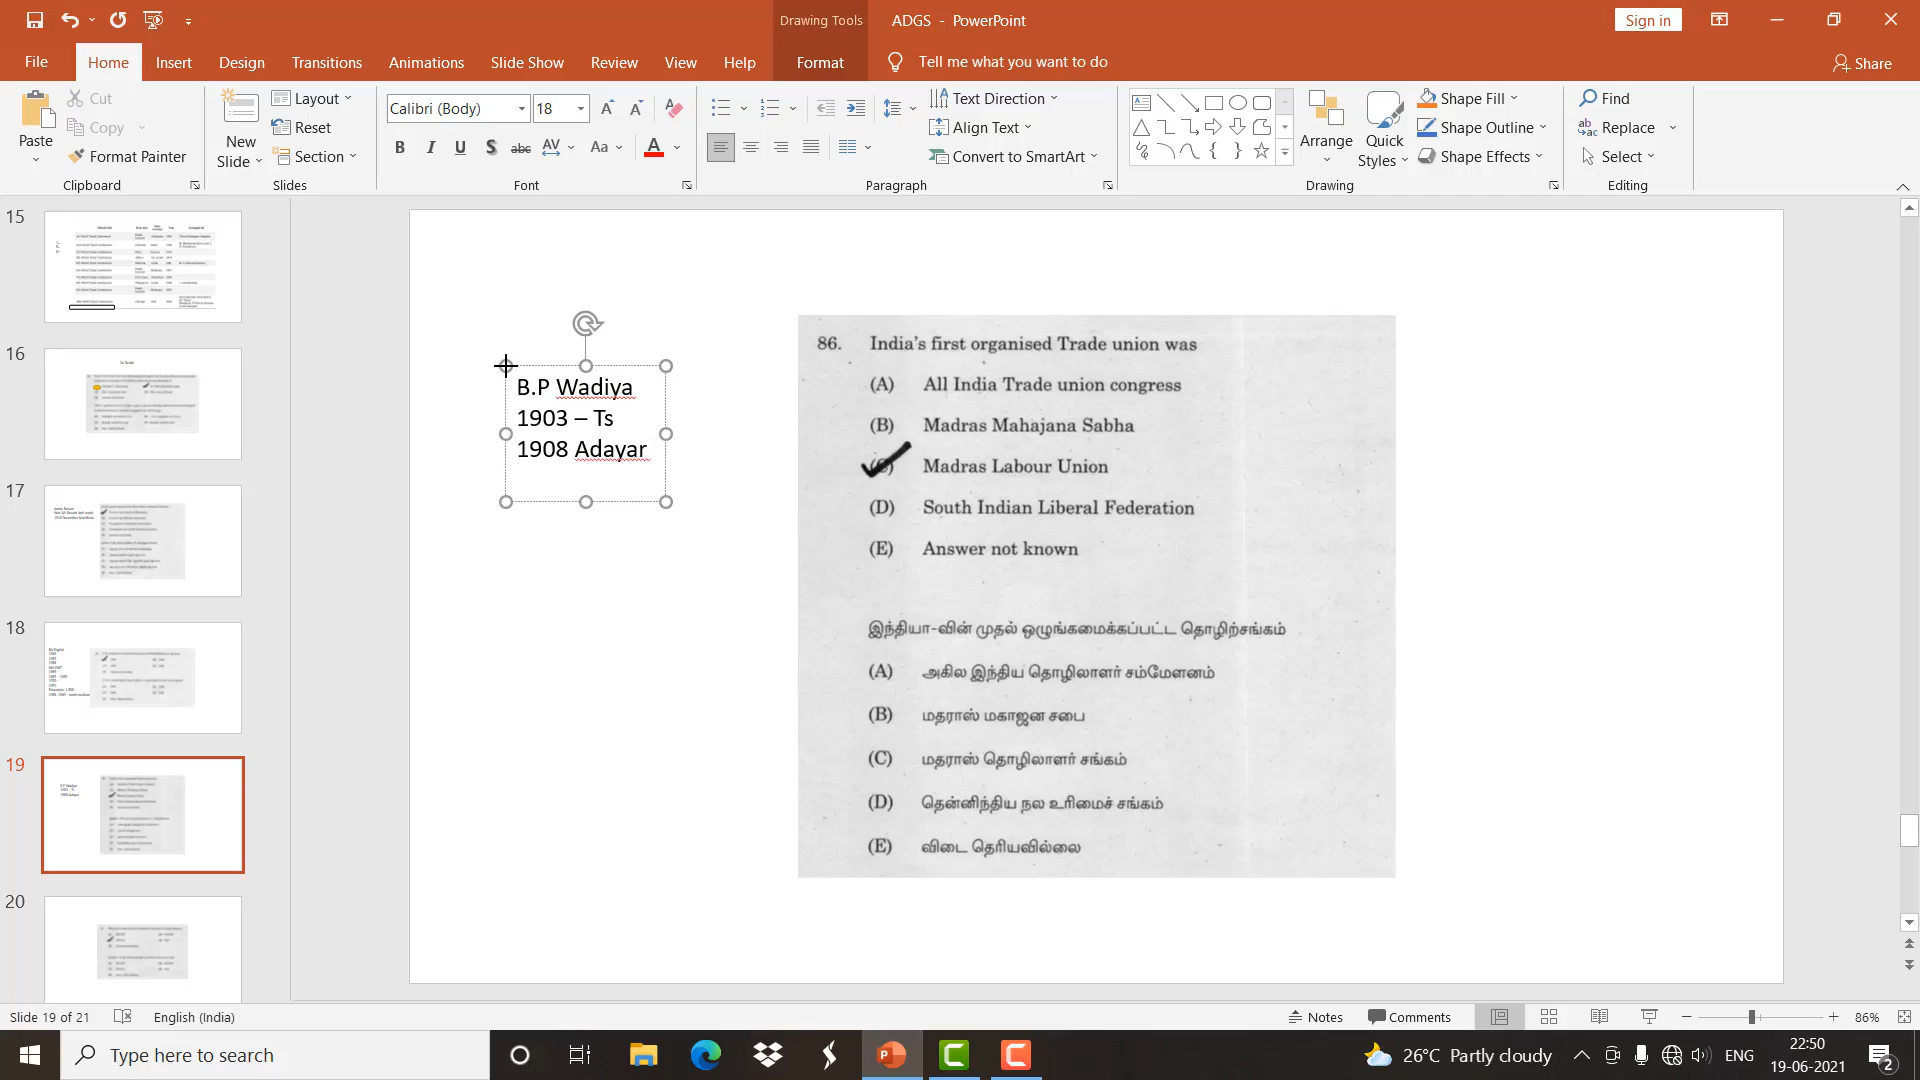 Drawing Tools
ADGS - PowerPoint
Sign in
File Home Insert Design Transitions Animations Slide Show Review View Help Format Tell me what you want to do Share
Cut
Copy
Format Painter
Paste
Clipboard
New Slide
Layout
Reset
Section
Slides
Calibri (Body) 18
B I U S abc AV Aa A
Font
Text Direction
Align Text
Convert to SmartArt
Paragraph
Arrange
Quick Styles
Shape Fill
Shape Outline
Shape Effects
Drawing
Find
Replace
Select
Editing
15
16
17
18
19
20
B.P Wadiya
1903 – Ts
1908 Adayar
86. India's first organised Trade union was
(A) All India Trade union congress
(B) Madras Mahajana Sabha
(C) Madras Labour Union
(D) South Indian Liberal Federation
(E) Answer not known
இந்தியா-வின் முதல் ஒழுங்கமைக்கப்பட்ட தொழிற்சங்கம்
(A) அகில இந்திய தொழிலாளர் சம்மேளனம்
(B) மதராஸ் மகாஜன சபை
(C) மதராஸ் தொழிலாளர் சங்கம்
(D) தென்னிந்திய நல உரிமைச் சங்கம்
(E) விடை தெரியவில்லை
Slide 19 of 21 English (India) Notes Comments 86%
Type here to search
26°C Partly cloudy ENG
22:50
19-06-2021
2